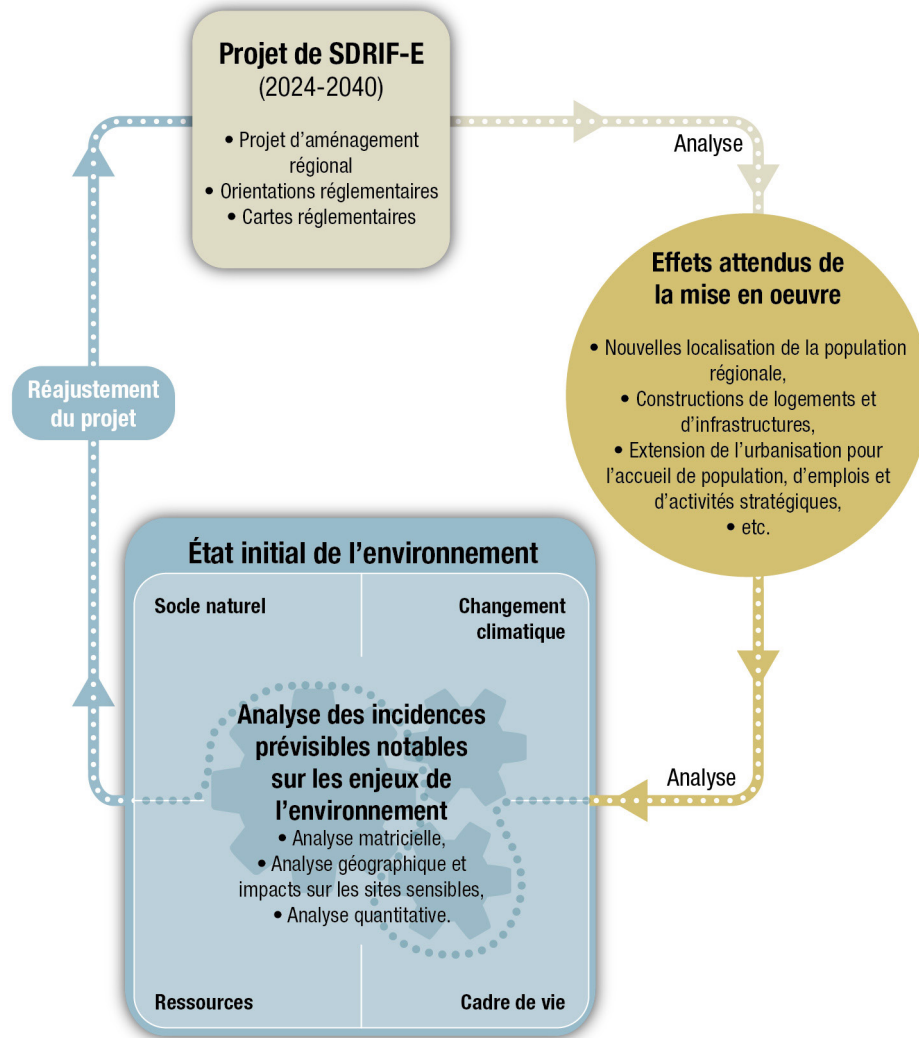 Projet de SDRIF-E
(2024-2040)
• Projet d'aménagement
régional
• Orientations réglementaires
• Cartes réglementaires
Analyse
Effets attendus de
la mise en oeuvre
• Nouvelles localisation de la population
régionale,
• Constructions de logements et
d'infrastructures,
• Extension de l'urbanisation pour
l'accueil de population, d'emplois et
d'activités stratégiques,
• etc.
Analyse
État initial de l'environnement
Socle naturel
Changement
climatique
Analyse des incidences
prévisibles notables
sur les enjeux de
l'environnement
• Analyse matricielle,
• Analyse géographique et
impacts sur les sites sensibles,
• Analyse quantitative.
Ressources
Cadre de vie
Réajustement
du projet